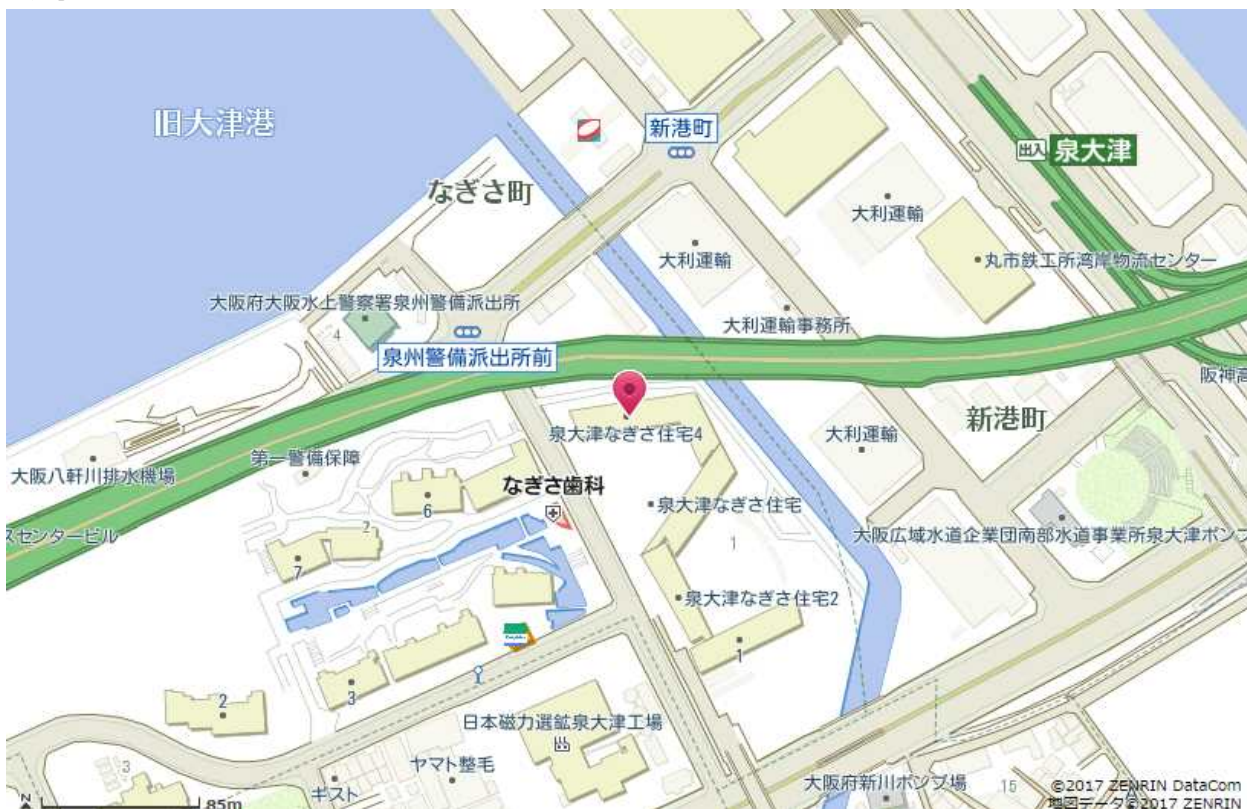 旧大津港
新港町
出入 泉大津
なぎさ町
大利運輸
大利運輸
丸市鉄工所湾岸物流センター
大阪府大阪水上警察署泉州警備派出所
4
大利運輸事務所
泉州警備派出所前
阪神高
新港町
泉大津なぎさ住宅4
大利運輸
大阪八軒川排水機場
第一警備保障
7
なぎさ歯科
6
泉大津なぎさ住宅
スセンタービル
2
1
大阪広域水道企業団南部水道事業所泉大津ポンプ
7
泉大津なぎさ住宅2
1
3
2
日本磁力選鉱泉大津工場
3
ヤマト整毛
ギスト
大阪府新川ポンプ場
15
85m
©2017 ZENRIN DataCom
地図データ©2017 ZENRIN